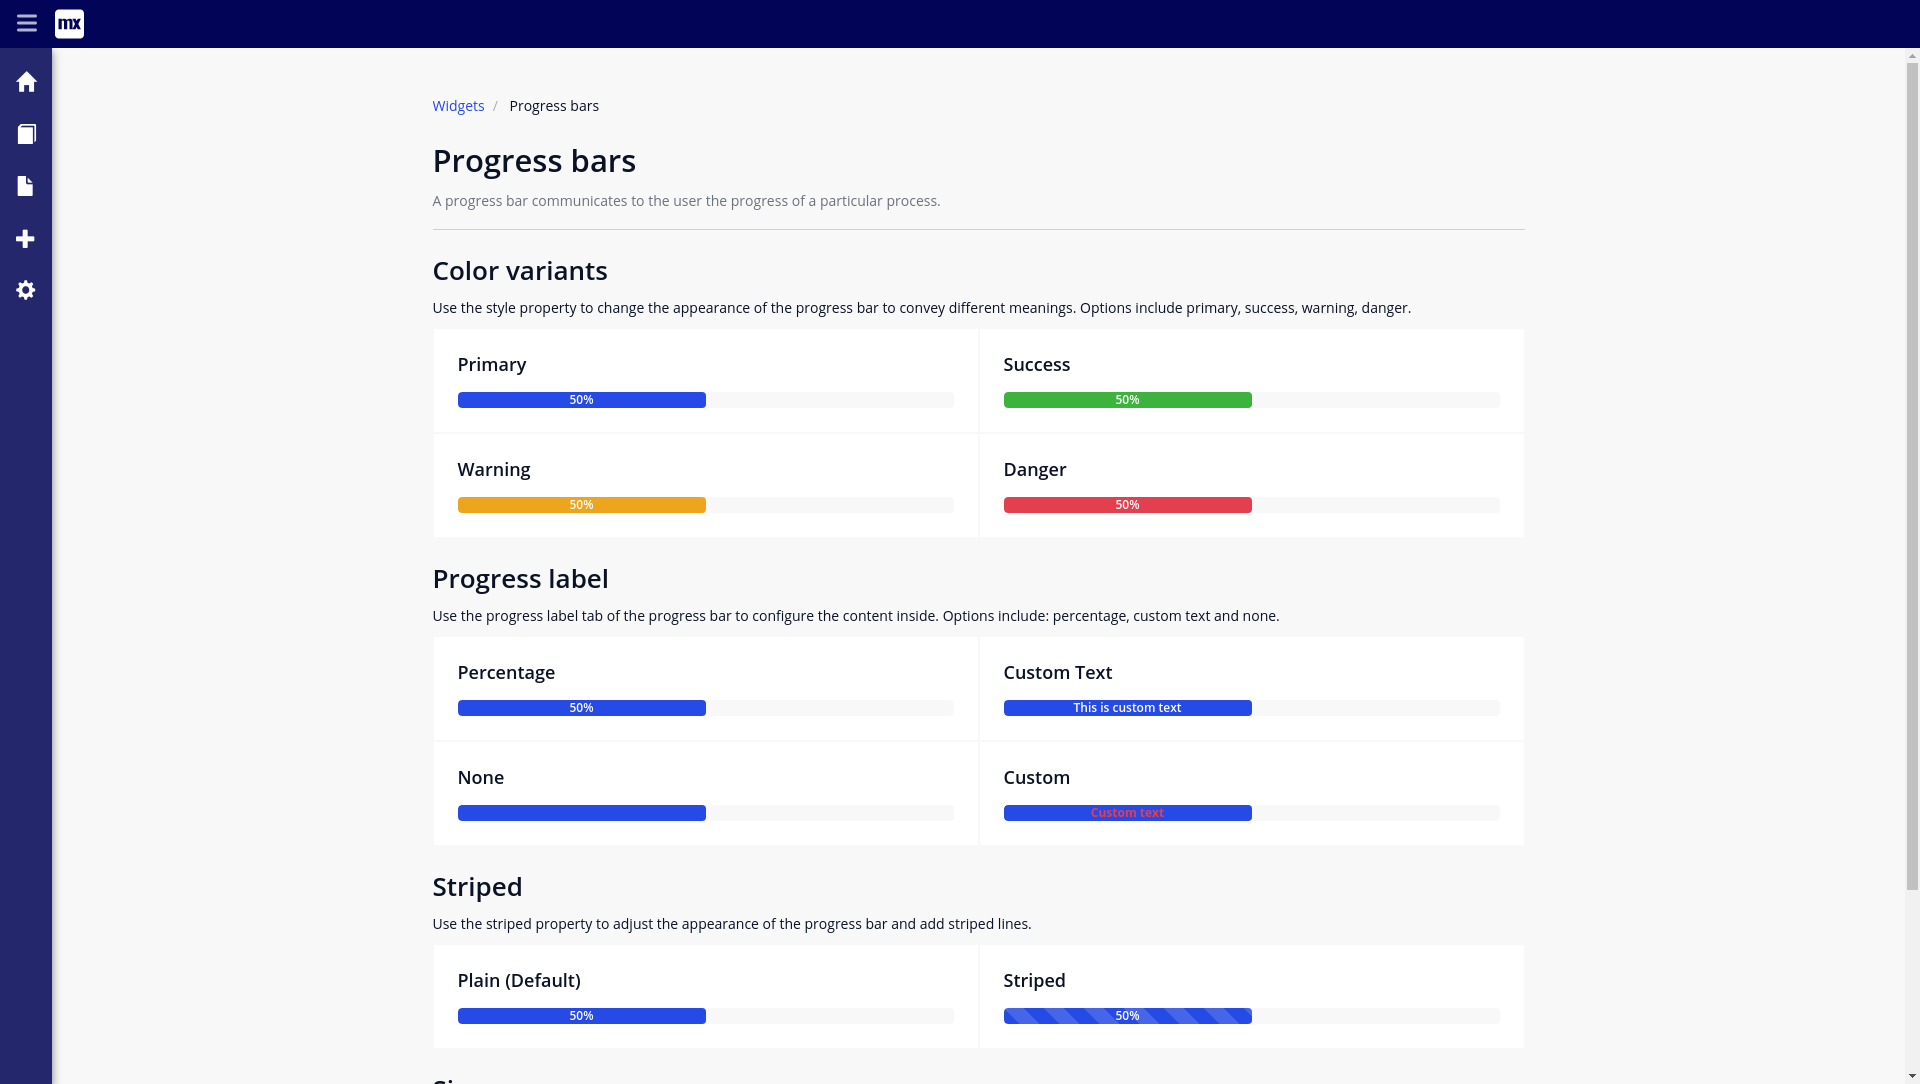 mx
Widgets / Progress bars
Progress bars
A progress bar communicates to the user the progress of a particular process.
Color variants
Use the style property to change the appearance of the progress bar to convey different meanings. Options include primary, success, warning, danger.
Primary
50%
Success
50%
Warning
50%
Danger
50%
Progress label
Use the progress label tab of the progress bar to configure the content inside. Options include: percentage, custom text and none.
Percentage
50%
Custom Text
This is custom text
None
Custom
Custom text
Striped
Use the striped property to adjust the appearance of the progress bar and add striped lines.
Plain (Default)
50%
Striped
50%